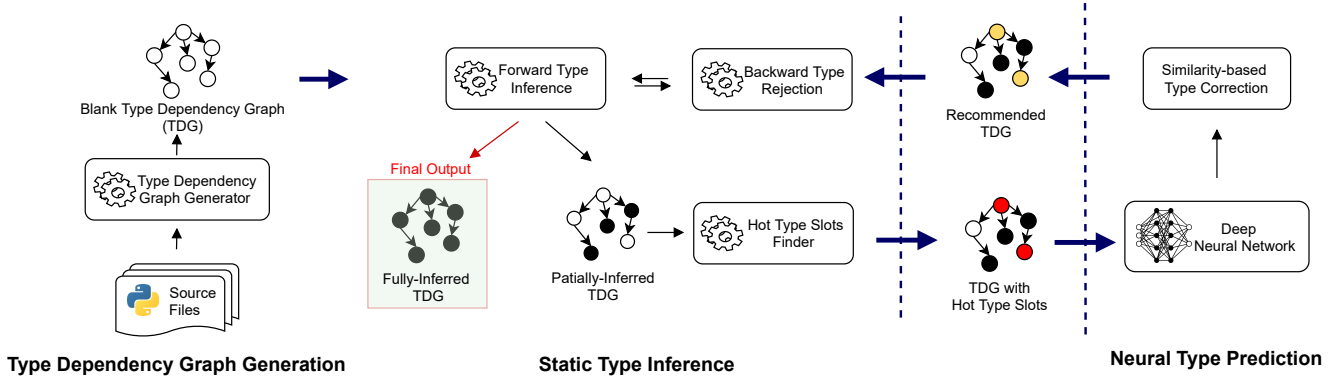 Blank Type Dependency Graph
(TDG)
Type Dependency
Graph Generator
Source
Files
Type Dependency Graph Generation
Forward Type
Inference
Backward Type
Rejection
Final Output
Fully-Inferred
TDG
Patially-Inferred
TDG
Hot Type Slots
Finder
Static Type Inference
Recommended
TDG
TDG with
Hot Type Slots
Similarity-based
Type Correction
Deep
Neural Network
Neural Type Prediction